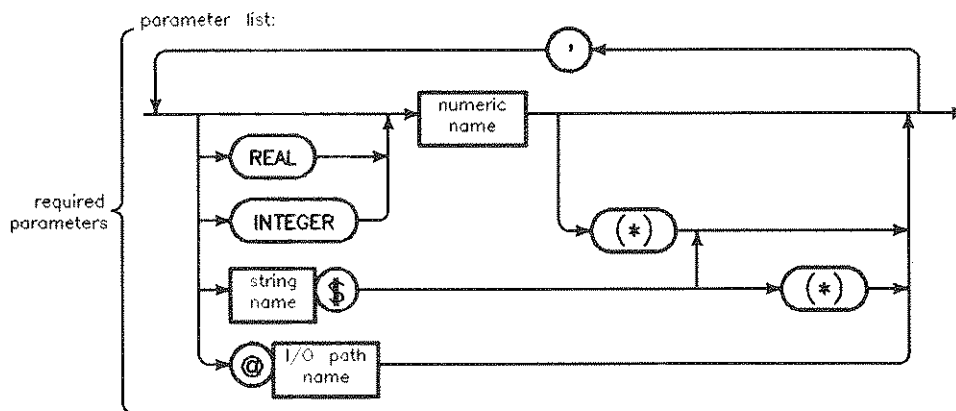 parameter list:
,
numeric
name
REAL
required
parameters
INTEGER
(*)
string
name
$
(*)
@
I/O path
name